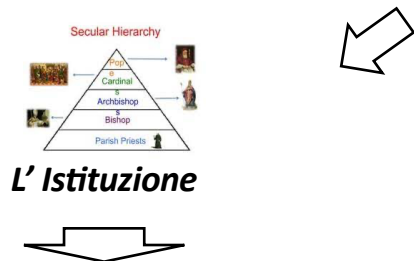 Secular Hierarchy
Pop
e
Cardinal
s
Archbishop
s
Bishop
Parish Priests
L’ Istituzione